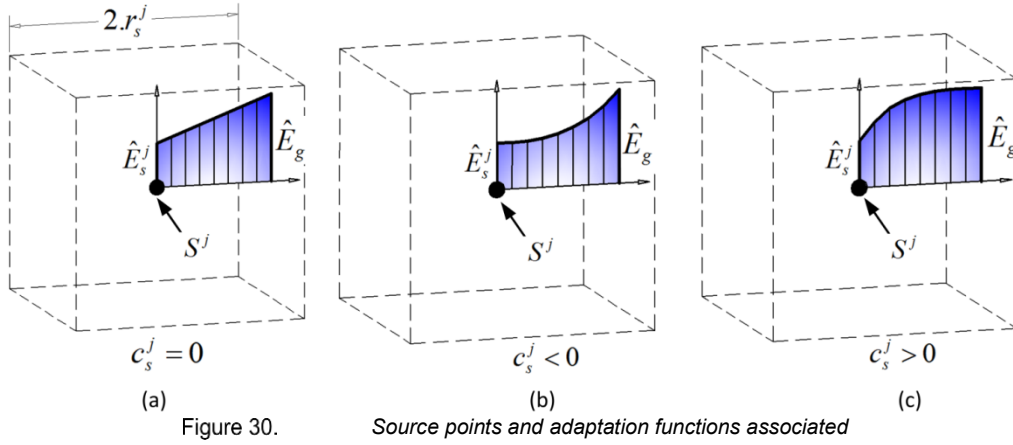 2.r_s^j
Ê_s^j
Ê_g
S^j
c_s^j = 0
(a)
Ê_s^j
Ê_g
S^j
c_s^j < 0
(b)
Ê_s^j
Ê_g
S^j
c_s^j > 0
(c)
Figure 30. Source points and adaptation functions associated